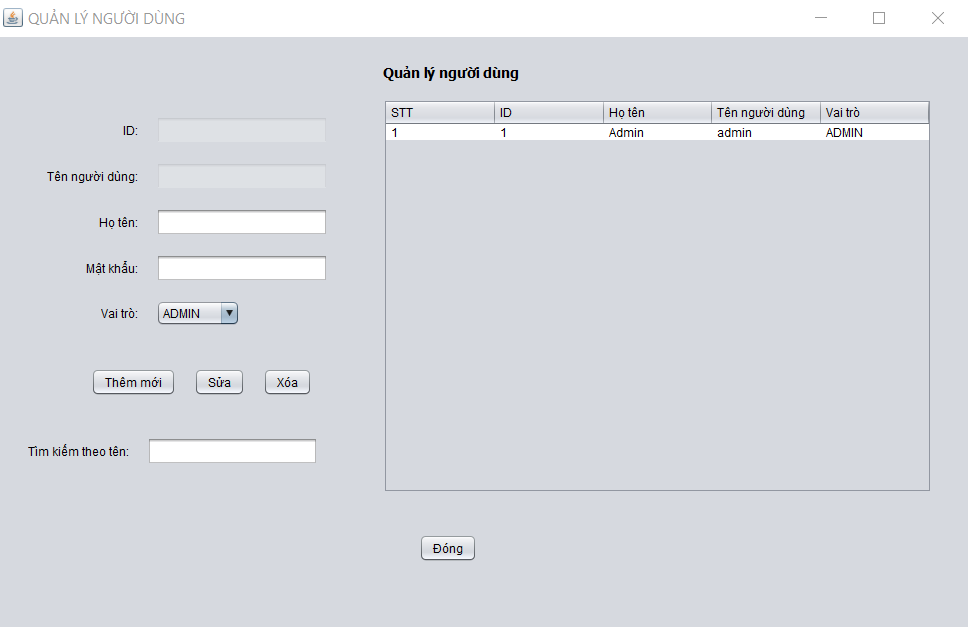 QUẢN LÝ NGƯỜI DÙNG
Quản lý người dùng
ID:
Tên người dùng:
Họ tên:
Mật khẩu:
Vai trò: ADMIN
Thêm mới Sửa Xóa
Tìm kiếm theo tên:
STT ID Họ tên Tên người dùng Vai trò
1 1 Admin admin ADMIN
Đóng